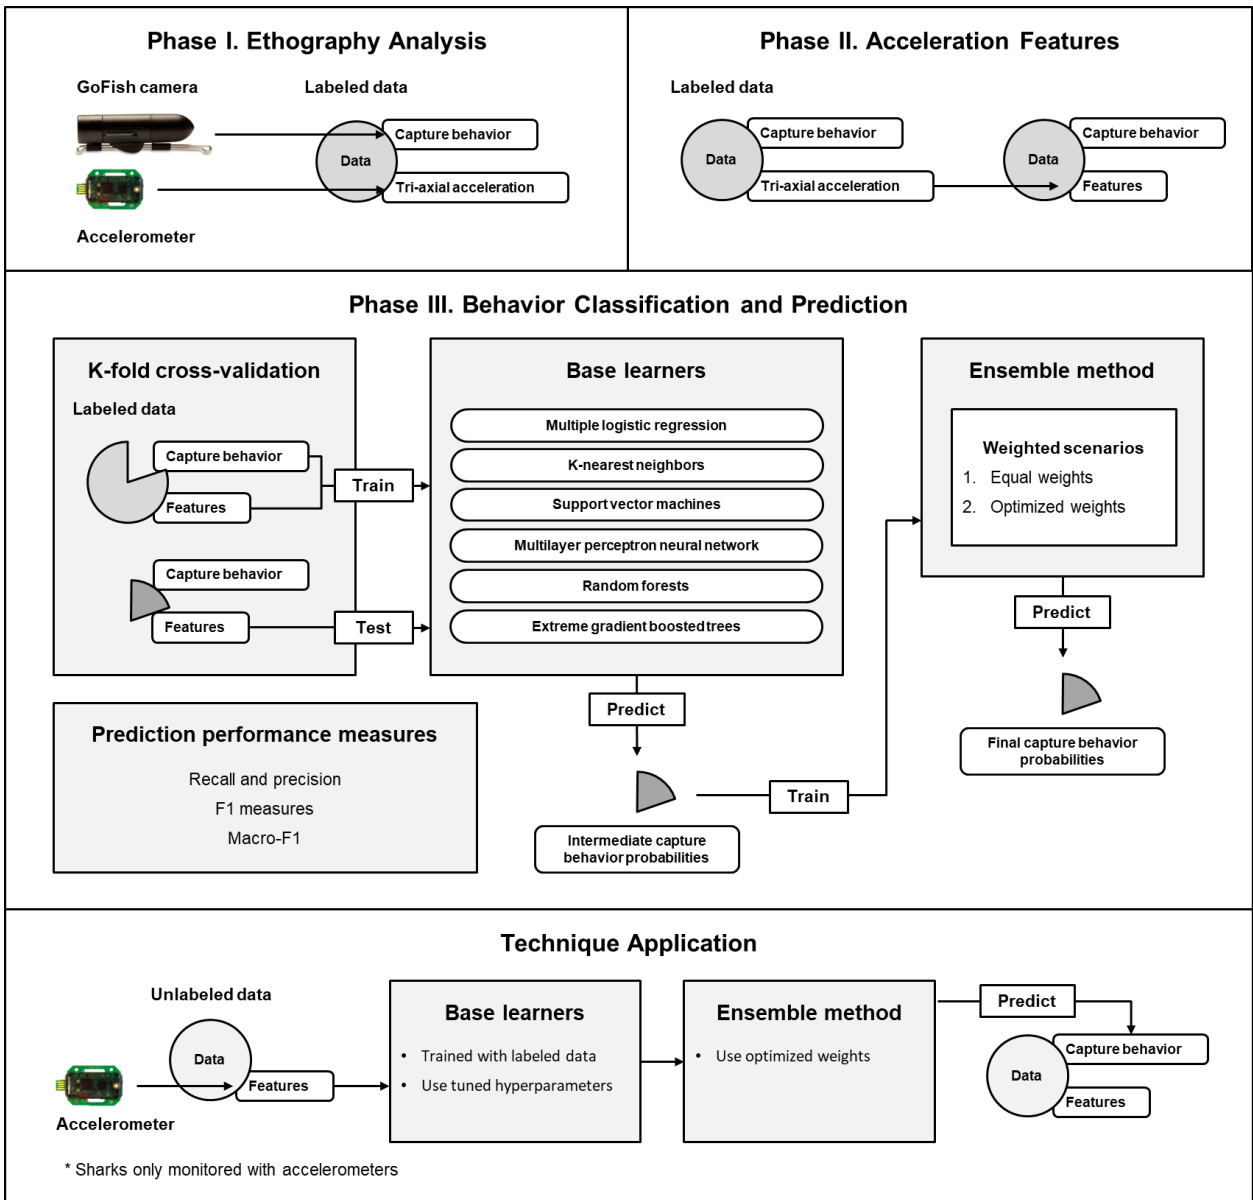 Phase I. Ethography Analysis
GoFish camera
Labeled data
Capture behavior
Data
Tri-axial acceleration
Accelerometer
Phase II. Acceleration Features
Labeled data
Capture behavior
Data
Tri-axial acceleration
Capture behavior
Data
Features
Phase III. Behavior Classification and Prediction
K-fold cross-validation
Labeled data
Capture behavior
Features
Train
Capture behavior
Features
Test
Base learners
Multiple logistic regression
K-nearest neighbors
Support vector machines
Multilayer perceptron neural network
Random forests
Extreme gradient boosted trees
Predict
Intermediate capture
behavior probabilities
Train
Ensemble method
Weighted scenarios
1. Equal weights
2. Optimized weights
Predict
Final capture behavior
probabilities
Prediction performance measures
Recall and precision
F1 measures
Macro-F1
Technique Application
Unlabeled data
Data
Features
Accelerometer
Base learners
• Trained with labeled data
• Use tuned hyperparameters
Ensemble method
• Use optimized weights
Predict
Capture behavior
Data
Features
* Sharks only monitored with accelerometers